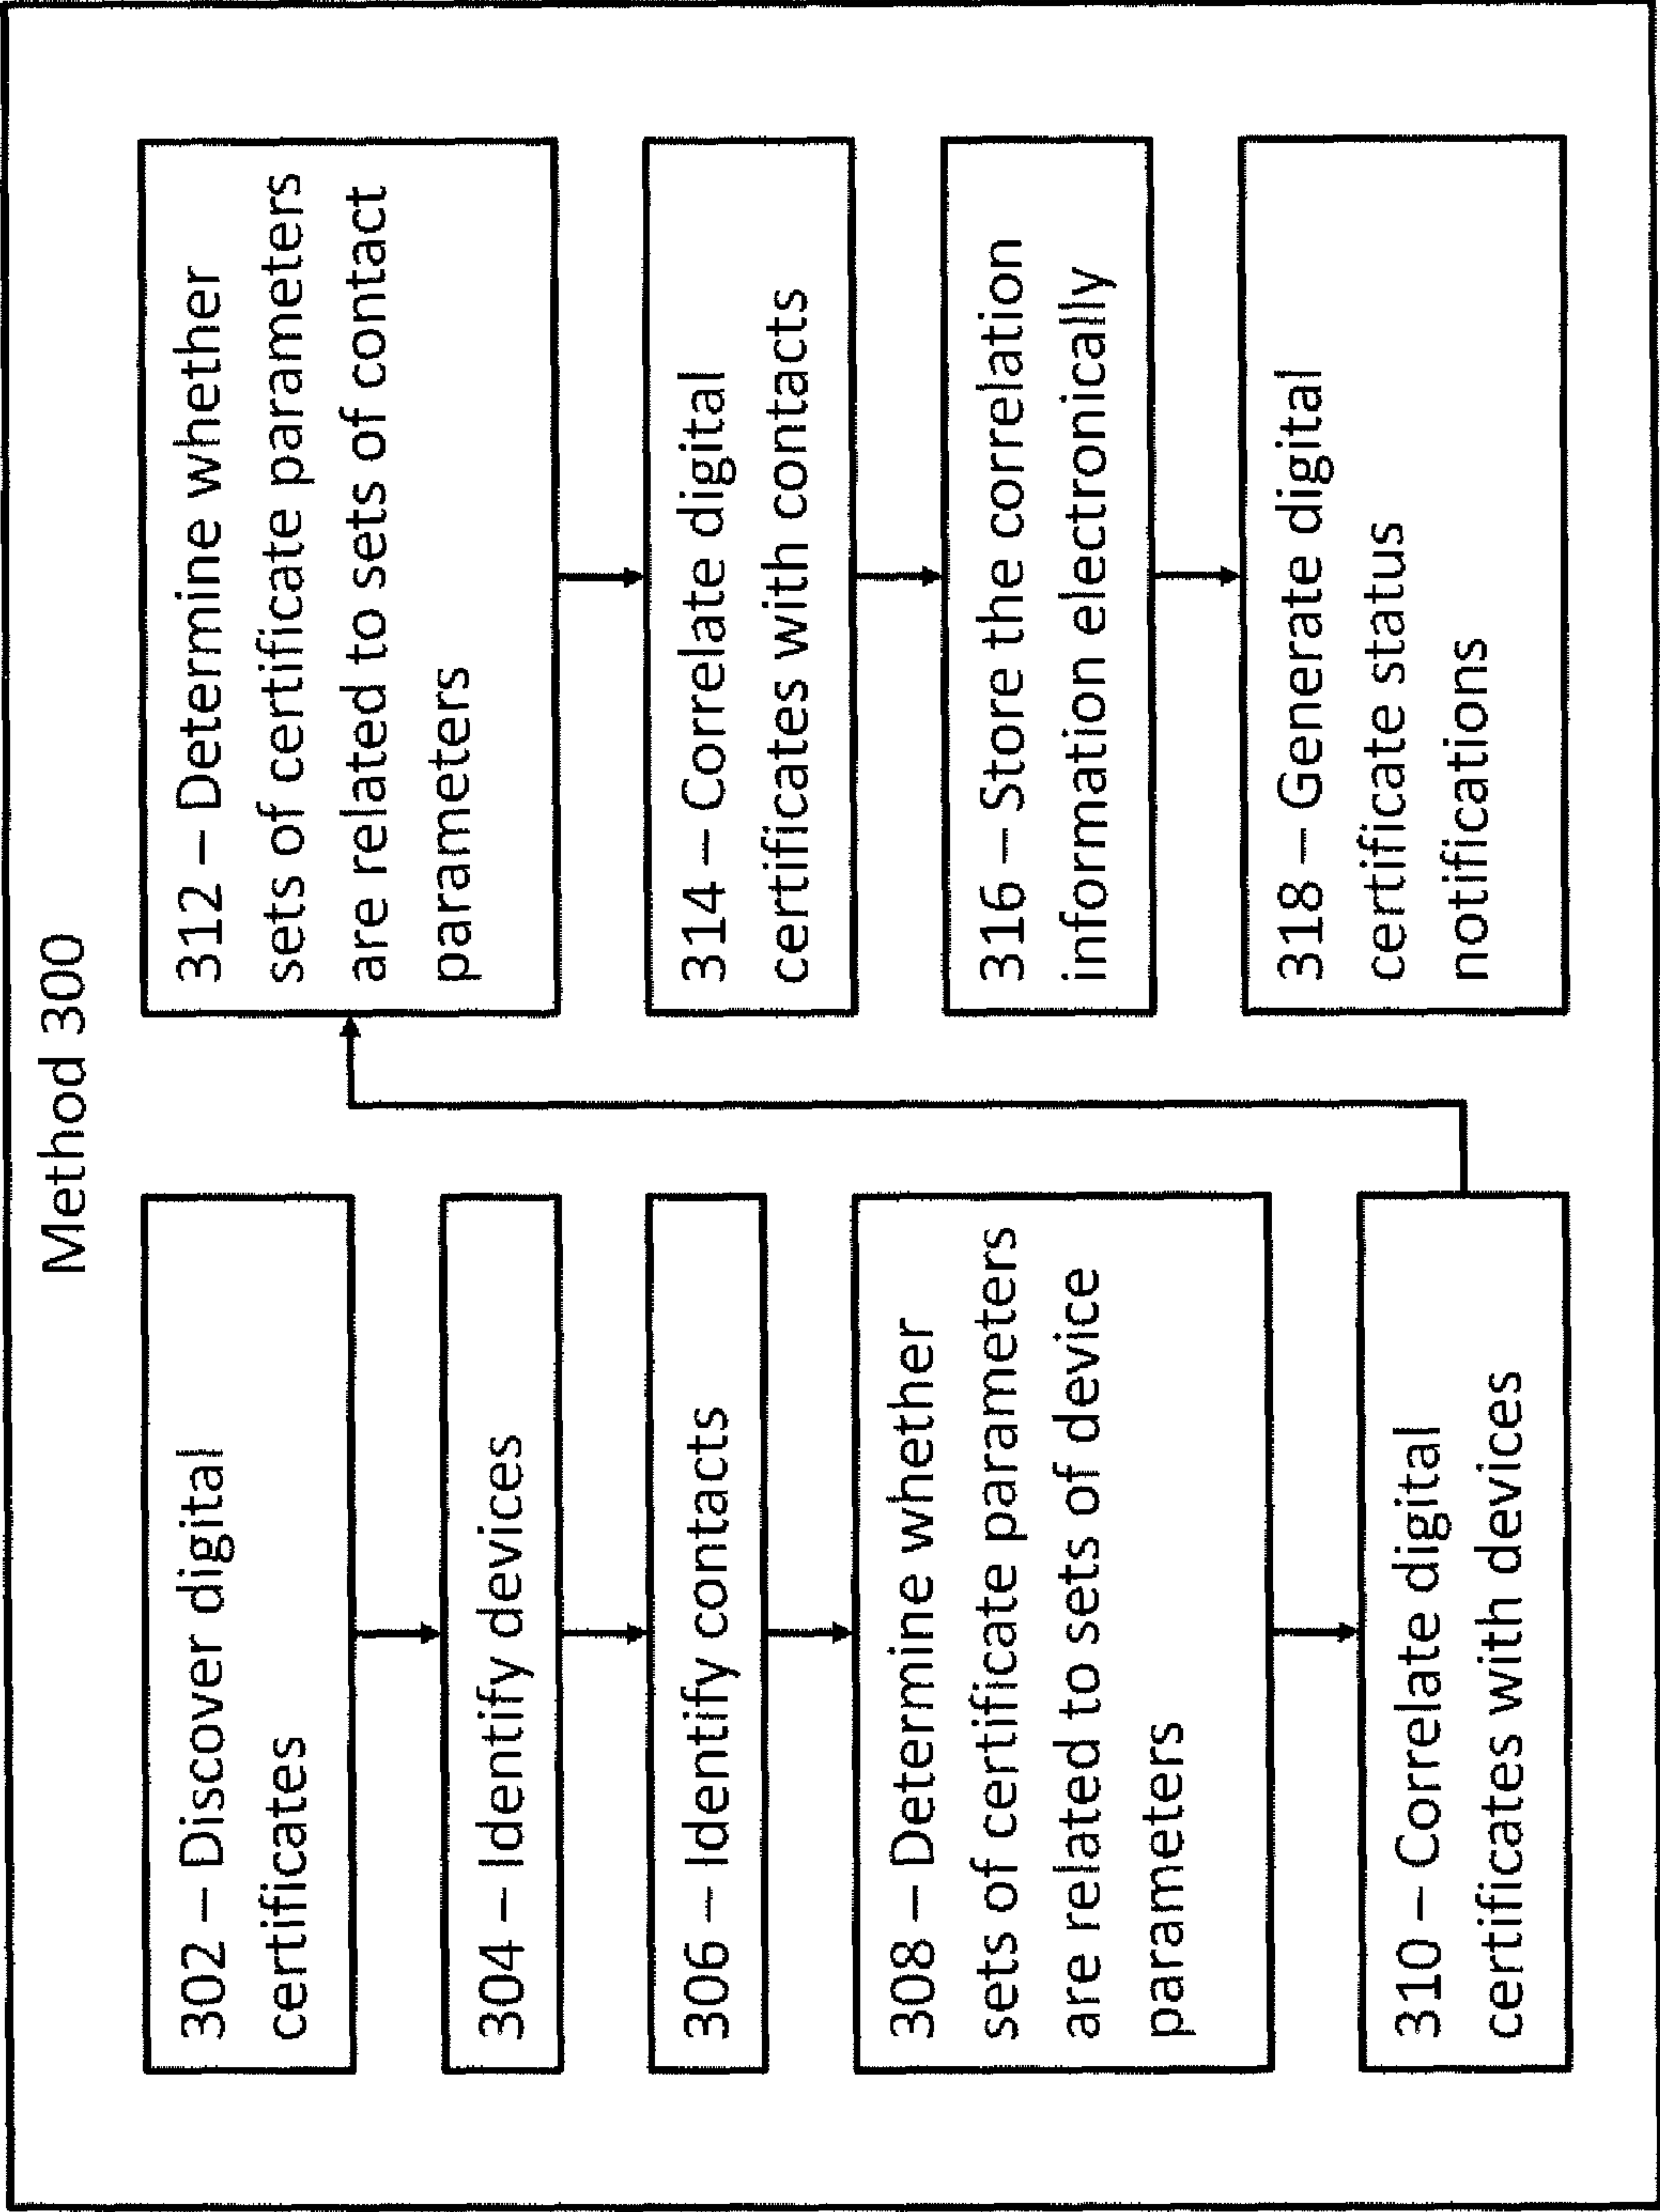 Method 300
302 – Discover digital
certificates
304 – Identify devices
306 – Identify contacts
308 – Determine whether
sets of certificate parameters
are related to sets of device
parameters
310 – Correlate digital
certificates with devices
312 – Determine whether
sets of certificate parameters
are related to sets of contact
parameters
314 – Correlate digital
certificates with contacts
316 – Store the correlation
information electronically
318 – Generate digital
certificate status
notifications